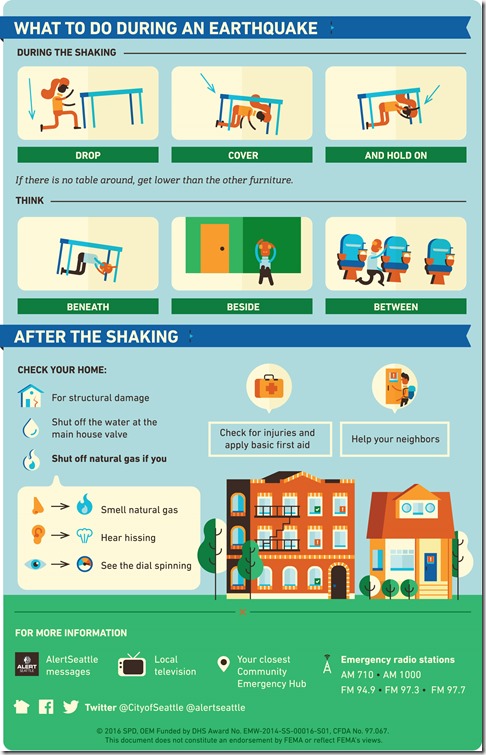 WHAT TO DO DURING AN EARTHQUAKE
DURING THE SHAKING
DROP
COVER
AND HOLD ON
If there is no table around, get lower than the other furniture.
THINK
BENEATH
BESIDE
BETWEEN
AFTER THE SHAKING
CHECK YOUR HOME:
For structural damage
Shut off the water at the
main house valve
Shut off natural gas if you
Smell natural gas
Hear hissing
See the dial spinning
Check for injuries and
apply basic first aid
Help your neighbors
FOR MORE INFORMATION
ALERT
SEATTLE
AlertSeattle
messages
Local
television
Your closest
Community
Emergency Hub
Emergency radio stations
AM 710 • AM 1000
FM 94.9 • FM 97.3 • FM 97.7
Twitter @CityofSeattle @alertseattle
© 2016 SPD, OEM Funded by DHS Award No. EMW-2014-SS-00016-S01, CFDA No. 97.067.
This document does not constitute an endorsement by FEMA or reflect FEMA's views.